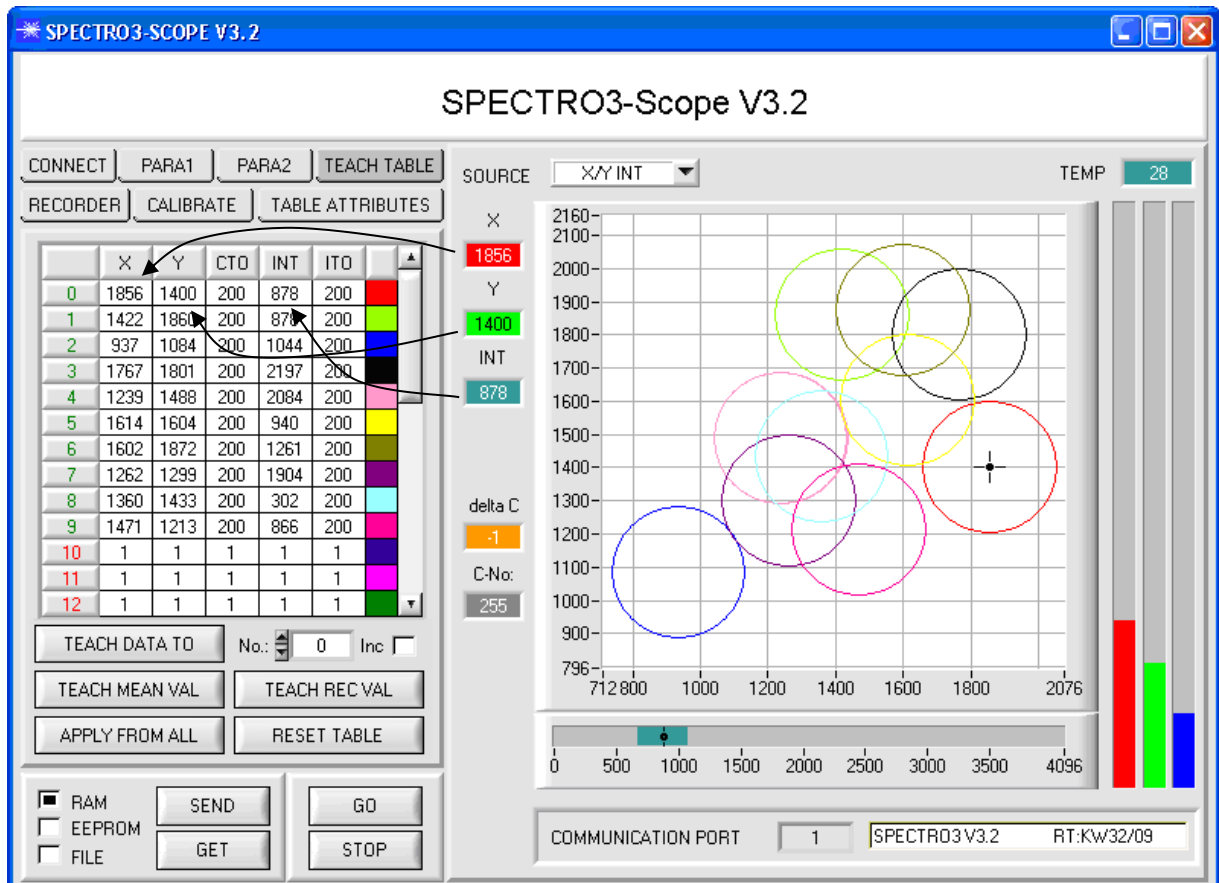 SPECTRO3-SCOPE V3.2
SPECTRO3-Scope V3.2
CONNECT PARA1 PARA2 TEACH TABLE
RECORDER CALIBRATE TABLE ATTRIBUTES
X Y CTO INT ITO
0 1856 1400 200 878 200
1 1422 1860 200 878 200
2 937 1084 200 1044 200
3 1767 1801 200 2197 200
4 1239 1488 200 2084 200
5 1614 1604 200 940 200
6 1602 1872 200 1261 200
7 1262 1299 200 1904 200
8 1360 1433 200 302 200
9 1471 1213 200 866 200
10 1 1 1 1 1
11 1 1 1 1 1
12 1 1 1 1 1
TEACH DATA TO No.: 0 Inc
TEACH MEAN VAL TEACH REC VAL
APPLY FROM ALL RESET TABLE
RAM
EEPROM
FILE
SEND
GET
GO
STOP
SOURCE X/Y INT
TEMP 28
X
1856
Y
1400
INT
878
delta C
-1
C-No:
255
2160
2100
2000
1900
1800
1700
1600
1500
1400
1300
1200
1100
1000
900
796
712 800 1000 1200 1400 1600 1800 2076
0 500 1000 1500 2000 2500 3000 3500 4096
COMMUNICATION PORT 1 SPECTRO3 V3.2 RT:KW32/09